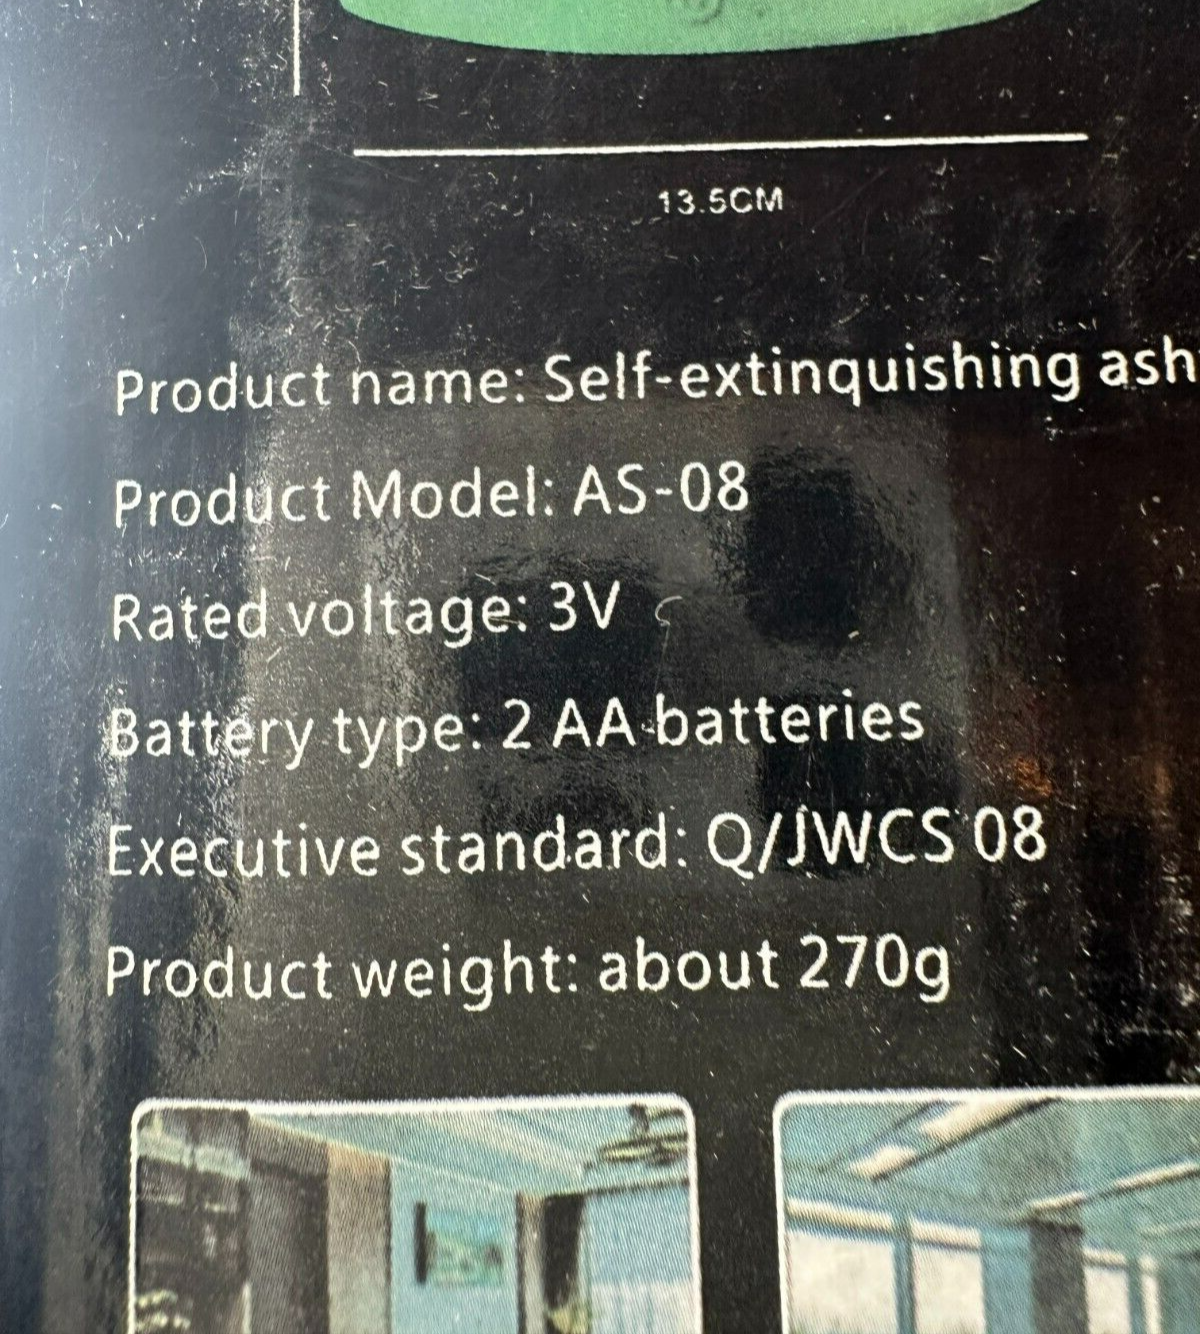 13.5CM
Product name: Self-extinquishing ash
Product Model: AS-08
Rated voltage: 3V
Battery type: 2 AA batteries
Executive standard: Q/JWCS 08
Product weight: about 270g